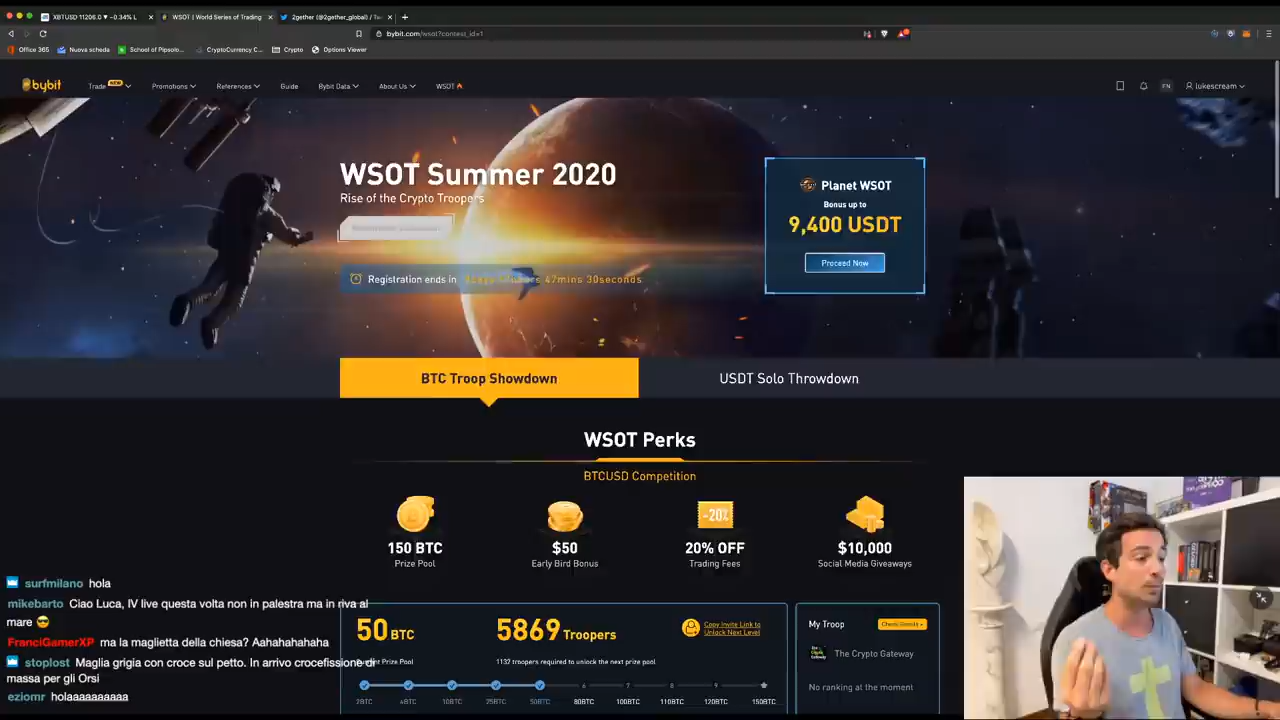 XBTUSD 11206.0 ▼ -0.34% L
WSOT | World Series of Trading
2gether (@2gether_global) / Tw
bybit.com/wsot?contest_id=1
Office 365
Nuova scheda
School of Pipsolo...
CryptoCurrency C...
Crypto
Options Viewer
bybit
Trade
NEW
Promotions
References
Guide
Bybit Data
About Us
WSOT
EN
lukescream
WSOT Summer 2020
Rise of the Crypto Troopers
Registration ends in 42mins 30seconds
Planet WSOT
Bonus up to
9,400 USDT
Proceed Now
BTC Troop Showdown
USDT Solo Throwdown
WSOT Perks
BTCUSD Competition
-20%
150 BTC
Prize Pool
$50
Early Bird Bonus
20% OFF
Trading Fees
$10,000
Social Media Giveaways
50 BTC
Prize Pool
5869 Troopers
1132 troopers required to unlock the next prize pool
Copy Invite Link to
Unlock Next Level
2BTC 4BTC 10BTC 25BTC 50BTC 80BTC 100BTC 110BTC 120BTC 150BTC
6 7 8 9
My Troop
The Crypto Gateway
No ranking at the moment
surfmilano hola
mikebarto Ciao Luca, IV live questa volta non in palestra ma in riva al
mare
FranciGamerXP ma la maglietta della chiesa? Aahahahahaha
stoplost Maglia grigia con croce sul petto. In arrivo crocefissione di
massa per gli Orsi
eziomr holaaaaaaaaa